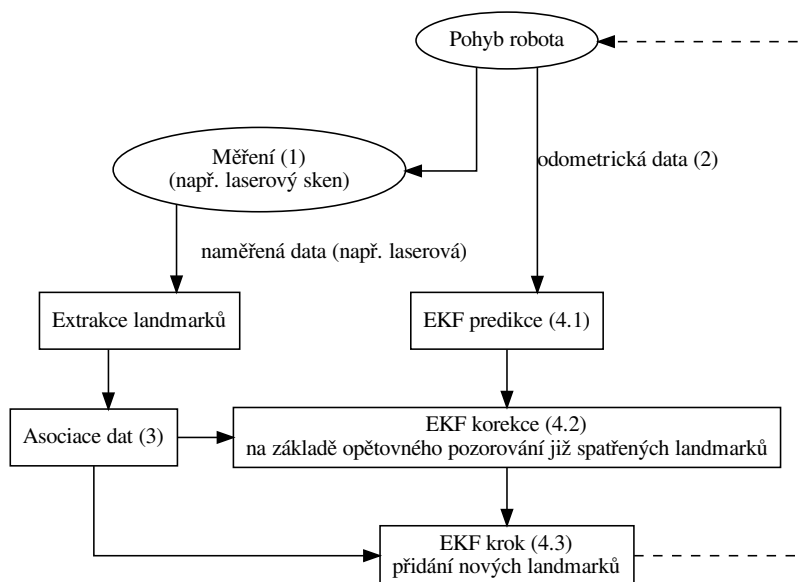 Pohyb robota
Měření (1)
(např. laserový sken)
odometrická data (2)
naměřená data (např. laserová)
Extrakce landmarků
EKF predikce (4.1)
Asociace dat (3)
EKF korekce (4.2)
na základě opětovného pozorování již spatřených landmarků
EKF krok (4.3)
přidání nových landmarků